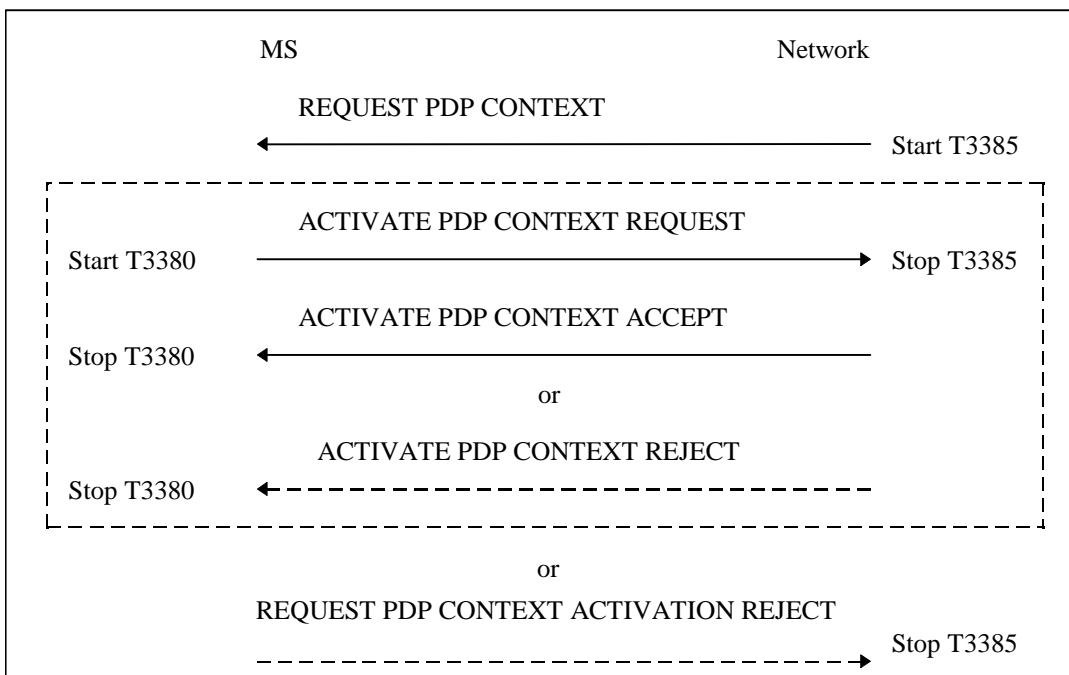 MS Network
REQUEST PDP CONTEXT
Start T3385
ACTIVATE PDP CONTEXT REQUEST
Start T3380 Stop T3385
ACTIVATE PDP CONTEXT ACCEPT
Stop T3380
or
ACTIVATE PDP CONTEXT REJECT
Stop T3380
or
REQUEST PDP CONTEXT ACTIVATION REJECT
Stop T3385